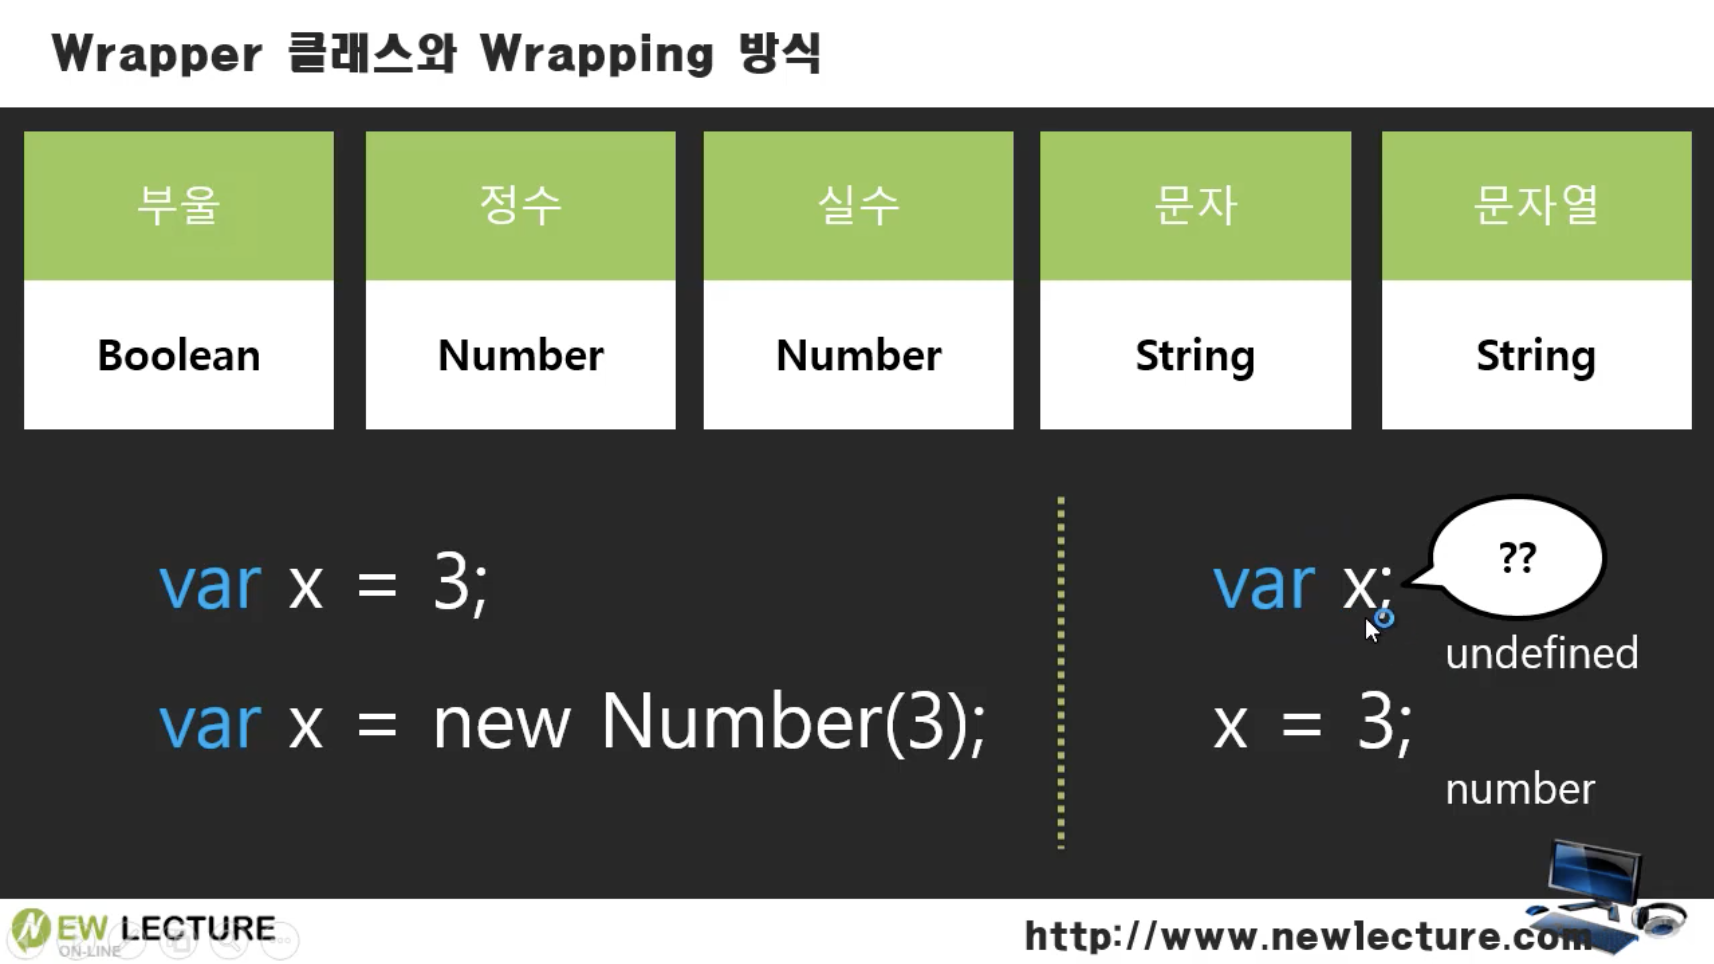 Wrapper 클래스와 Wrapping 방식
부울
정수
실수
문자
문자열
Boolean
Number
Number
String
String
var x = 3;
var x = new Number(3);
var x;
??
undefined
x = 3;
number
NEW LECTURE
ON-LINE
http://www.newlecture.com